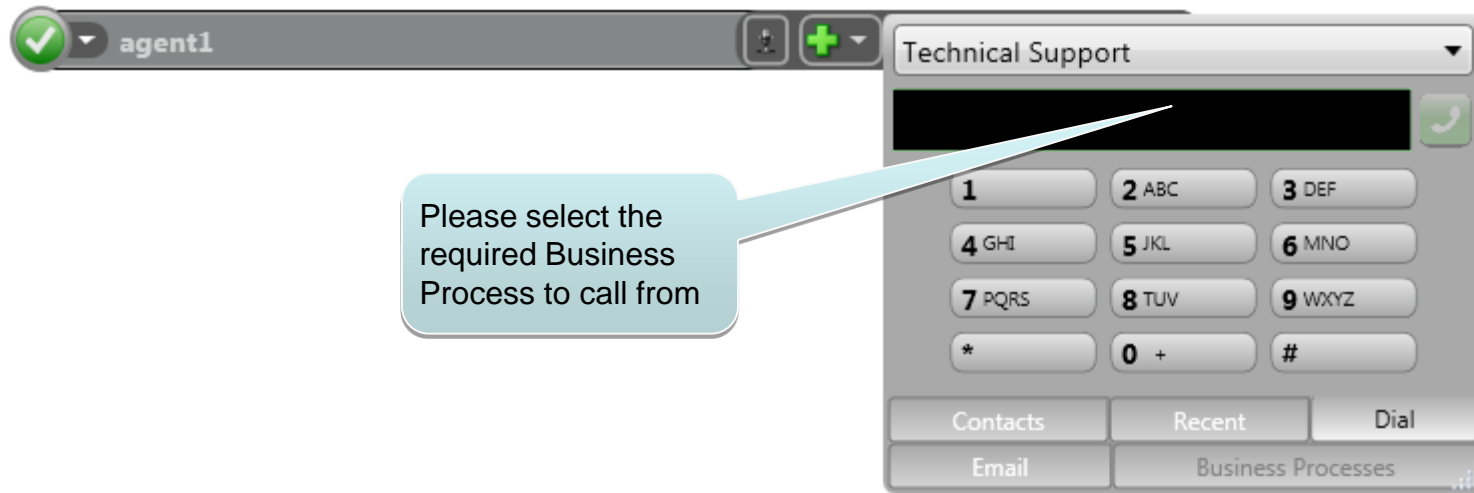 agent1
Technical Support
Please select the
required Business
Process to call from
1 2 ABC 3 DEF
4 GHI 5 JKL 6 MNO
7 PQRS 8 TUV 9 WXYZ
* 0 + #
Contacts Recent Dial
Email Business Processes